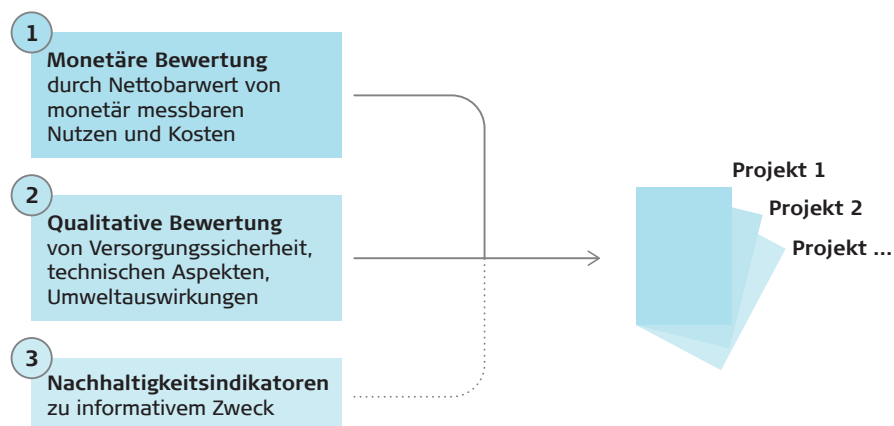 1
Monetäre Bewertung
durch Nettobarwert von
monetär messbaren
Nutzen und Kosten
2
Qualitative Bewertung
von Versorgungssicherheit,
technischen Aspekten,
Umweltauswirkungen
3
Nachhaltigkeitsindikatoren
zu informativem Zweck
Projekt 1
Projekt 2
Projekt ...